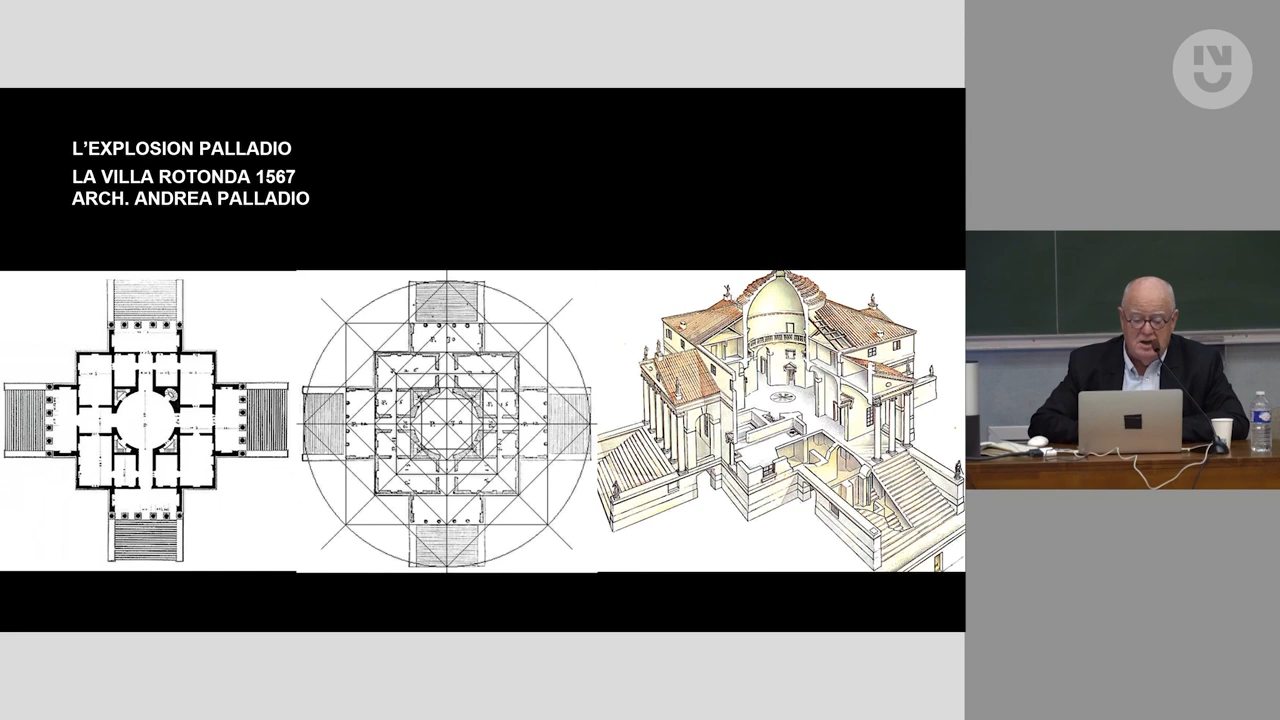 L'EXPLOSION PALLADIO
LA VILLA ROTONDA 1567
ARCH. ANDREA PALLADIO